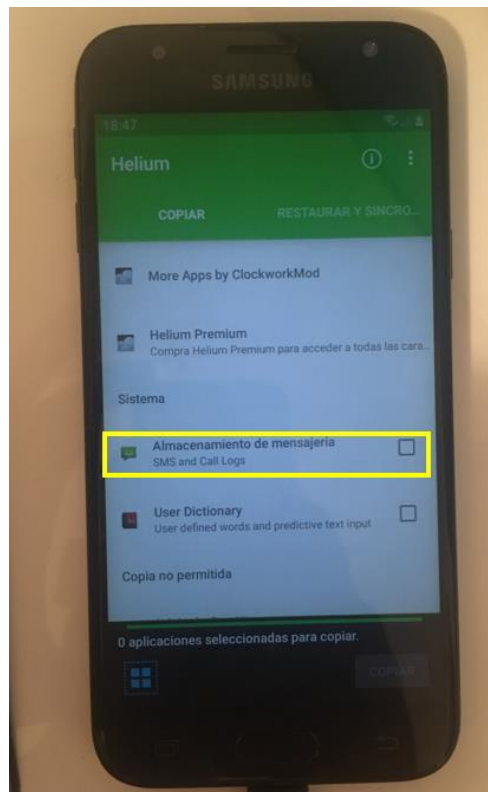 SAMSUNG
18:47
Helium
COPIAR RESTAURAR Y SINCRO...
More Apps by ClockworkMod
Helium Premium
Compra Helium Premium para acceder a todas las cara...
Sistema
Almacenamiento de mensajería
SMS and Call Logs
User Dictionary
User defined words and predictive text input
Copia no permitida
0 aplicaciones seleccionadas para copiar.
COPIAR